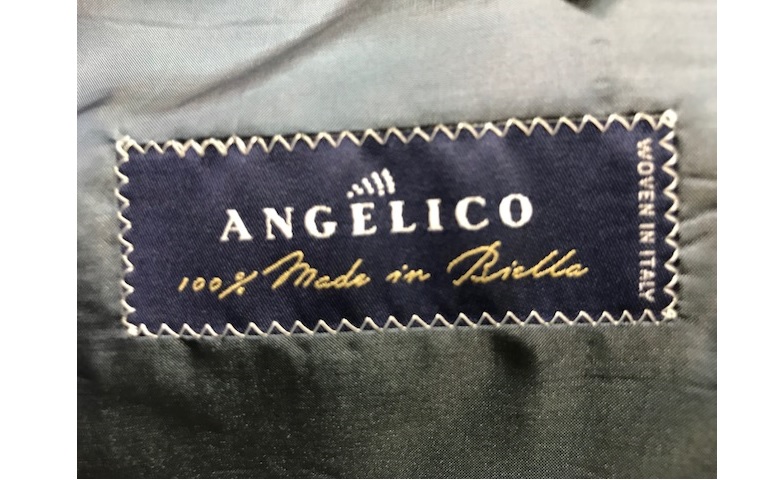 ANGELICO
100% Made in Biella
WOVEN IN ITALY